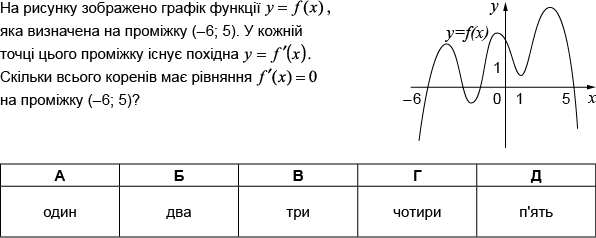 На рисунку зображено графік функції y = f(x),
яка визначена на проміжку (–6; 5). У кожній
точці цього проміжку існує похідна y = f′(x).
Скільки всього коренів має рівняння f′(x) = 0
на проміжку (–6; 5)?
y
y=f(x)
1
–6 0 1 5 x
А Б В Г Д
один два три чотири п'ять